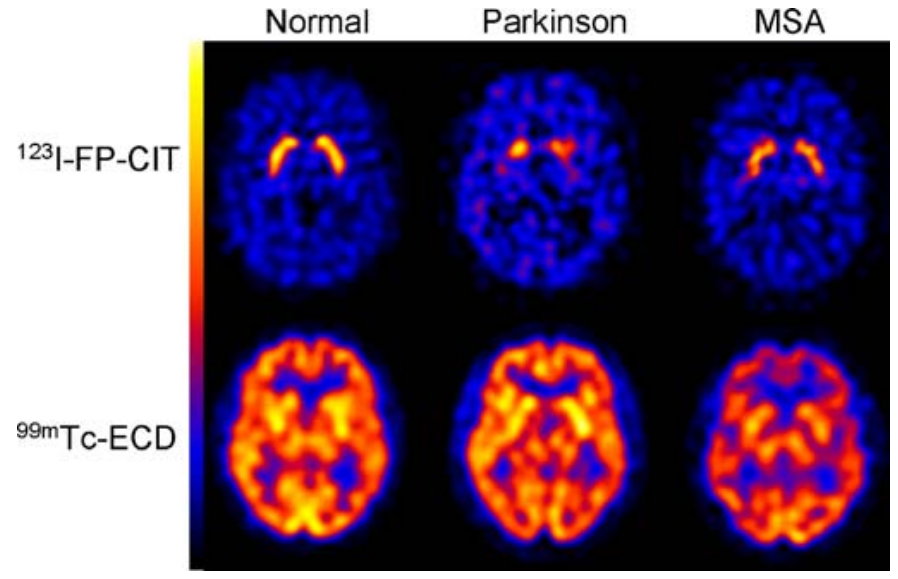 Normal Parkinson MSA
¹²³I-FP-CIT
⁹⁹ᵐTc-ECD